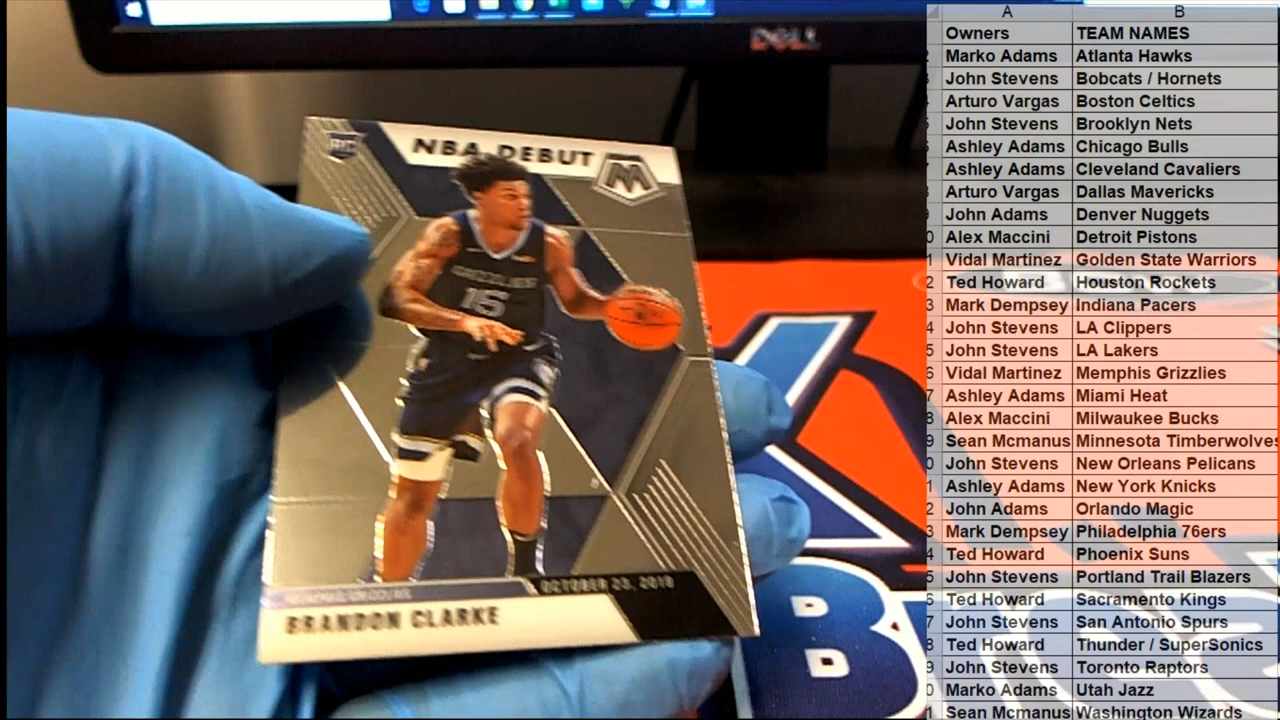 DELL
RC
NBA DEBUT
GRIZZLIES
15
OCTOBER 23, 2019
BRANDON CLARKE
A B
Owners TEAM NAMES
Marko Adams Atlanta Hawks
John Stevens Bobcats / Hornets
Arturo Vargas Boston Celtics
John Stevens Brooklyn Nets
Ashley Adams Chicago Bulls
Ashley Adams Cleveland Cavaliers
Arturo Vargas Dallas Mavericks
John Adams Denver Nuggets
Alex Maccini Detroit Pistons
Vidal Martinez Golden State Warriors
Ted Howard Houston Rockets
Mark Dempsey Indiana Pacers
John Stevens LA Clippers
John Stevens LA Lakers
Vidal Martinez Memphis Grizzlies
Ashley Adams Miami Heat
Alex Maccini Milwaukee Bucks
Sean Mcmanus Minnesota Timberwolves
John Stevens New Orleans Pelicans
Ashley Adams New York Knicks
John Adams Orlando Magic
Mark Dempsey Philadelphia 76ers
Ted Howard Phoenix Suns
John Stevens Portland Trail Blazers
Ted Howard Sacramento Kings
John Stevens San Antonio Spurs
Ted Howard Thunder / SuperSonics
John Stevens Toronto Raptors
Marko Adams Utah Jazz
Sean Mcmanus Washington Wizards